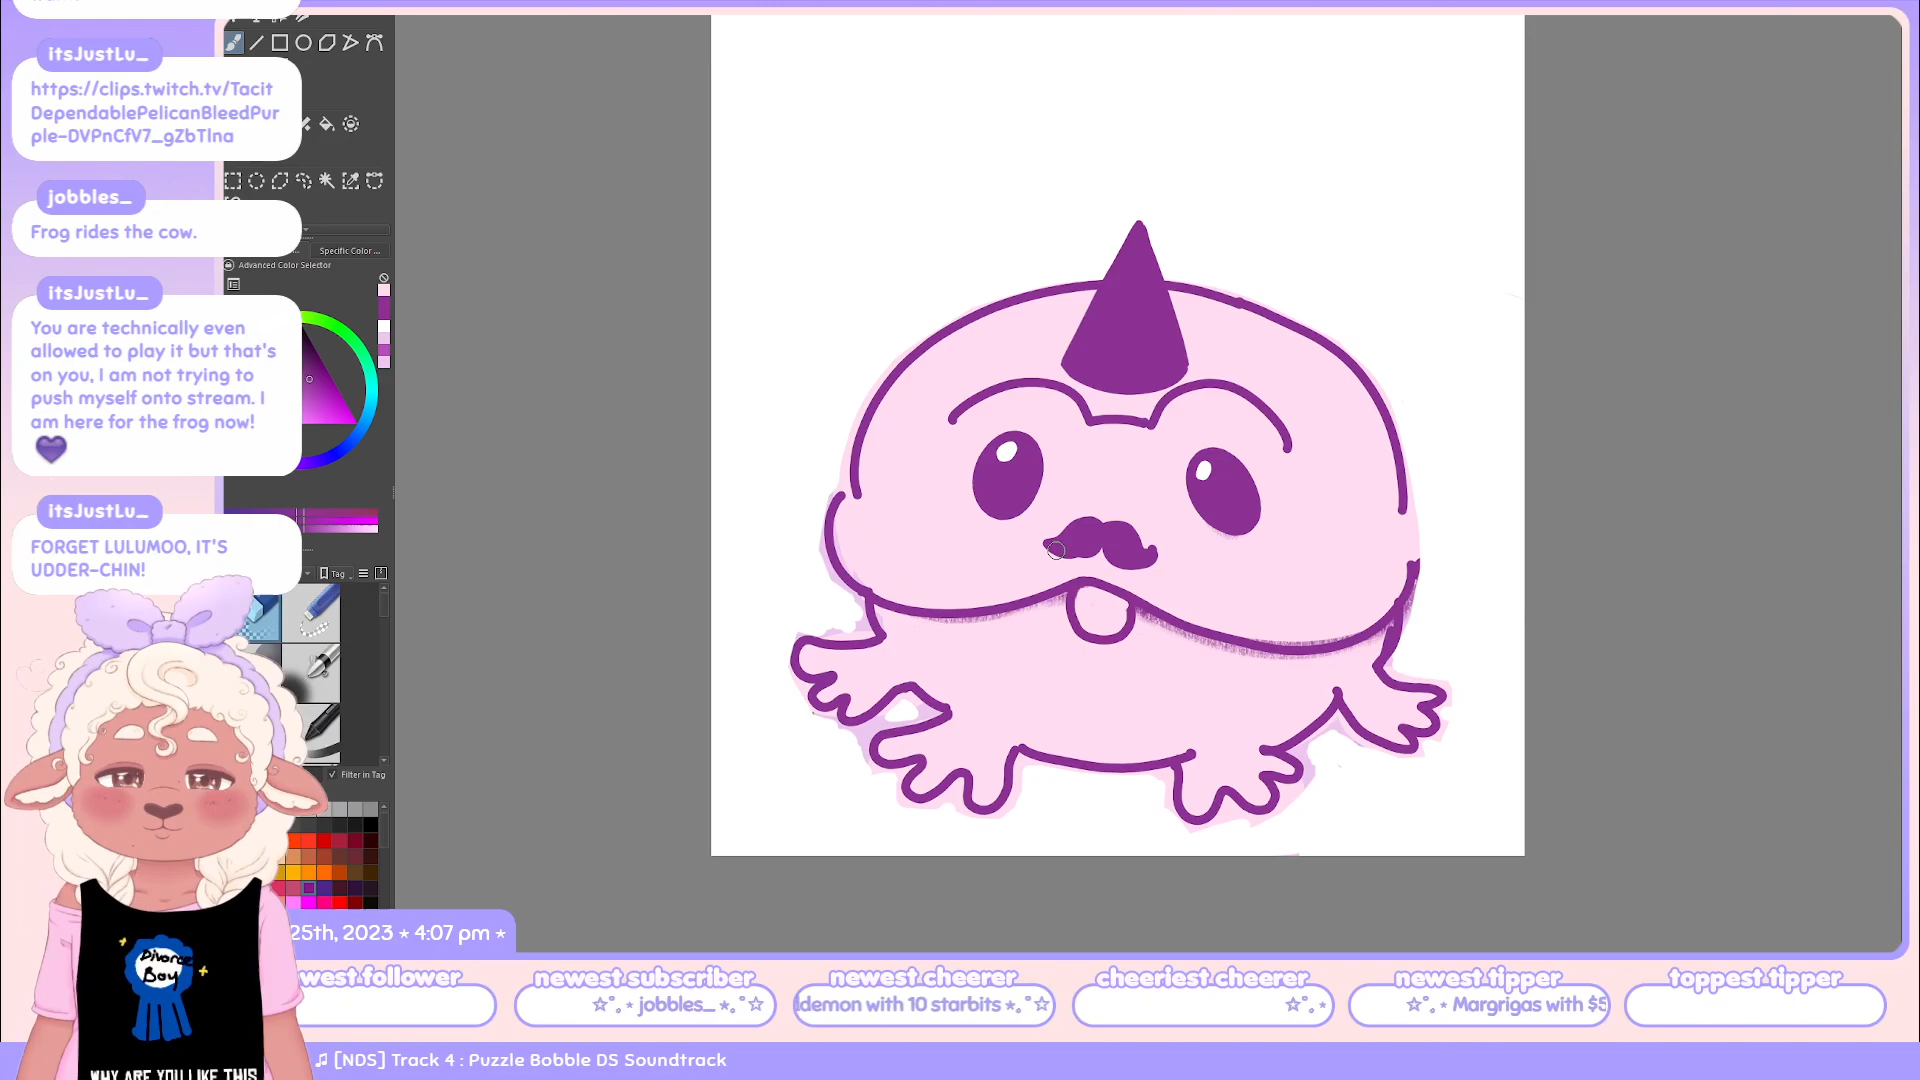 itsJustLu_
https://clips.twitch.tv/Tacit
DependablePelicanBleedPur
ple-DVPnCfV7_gZbTlna
jobbles_
Frog rides the cow.
itsJustLu_
You are technically even
allowed to play it but that's
on you, I am not trying to
push myself onto stream. I
am here for the frog now!
itsJustLu_
FORGET LULUMOO, IT'S
UDDER-CHIN!
Specific Color ...
Advanced Color Selector
Tag
Filter in Tag
Divorce
Boy
WHY ARE YOU LIKE THIS
25th, 2023 ⋆ 4:07 pm ⋆
west follower
newest subscriber
☆˚｡⋆ jobbles_ ⋆｡˚☆
newest cheerer
ldemon with 10 starbits ⋆｡˚☆
cheeriest cheerer
☆˚｡⋆
newest tipper
☆˚｡⋆ Margrigas with $5
toppest tipper
♫ [NDS] Track 4 : Puzzle Bobble DS Soundtrack